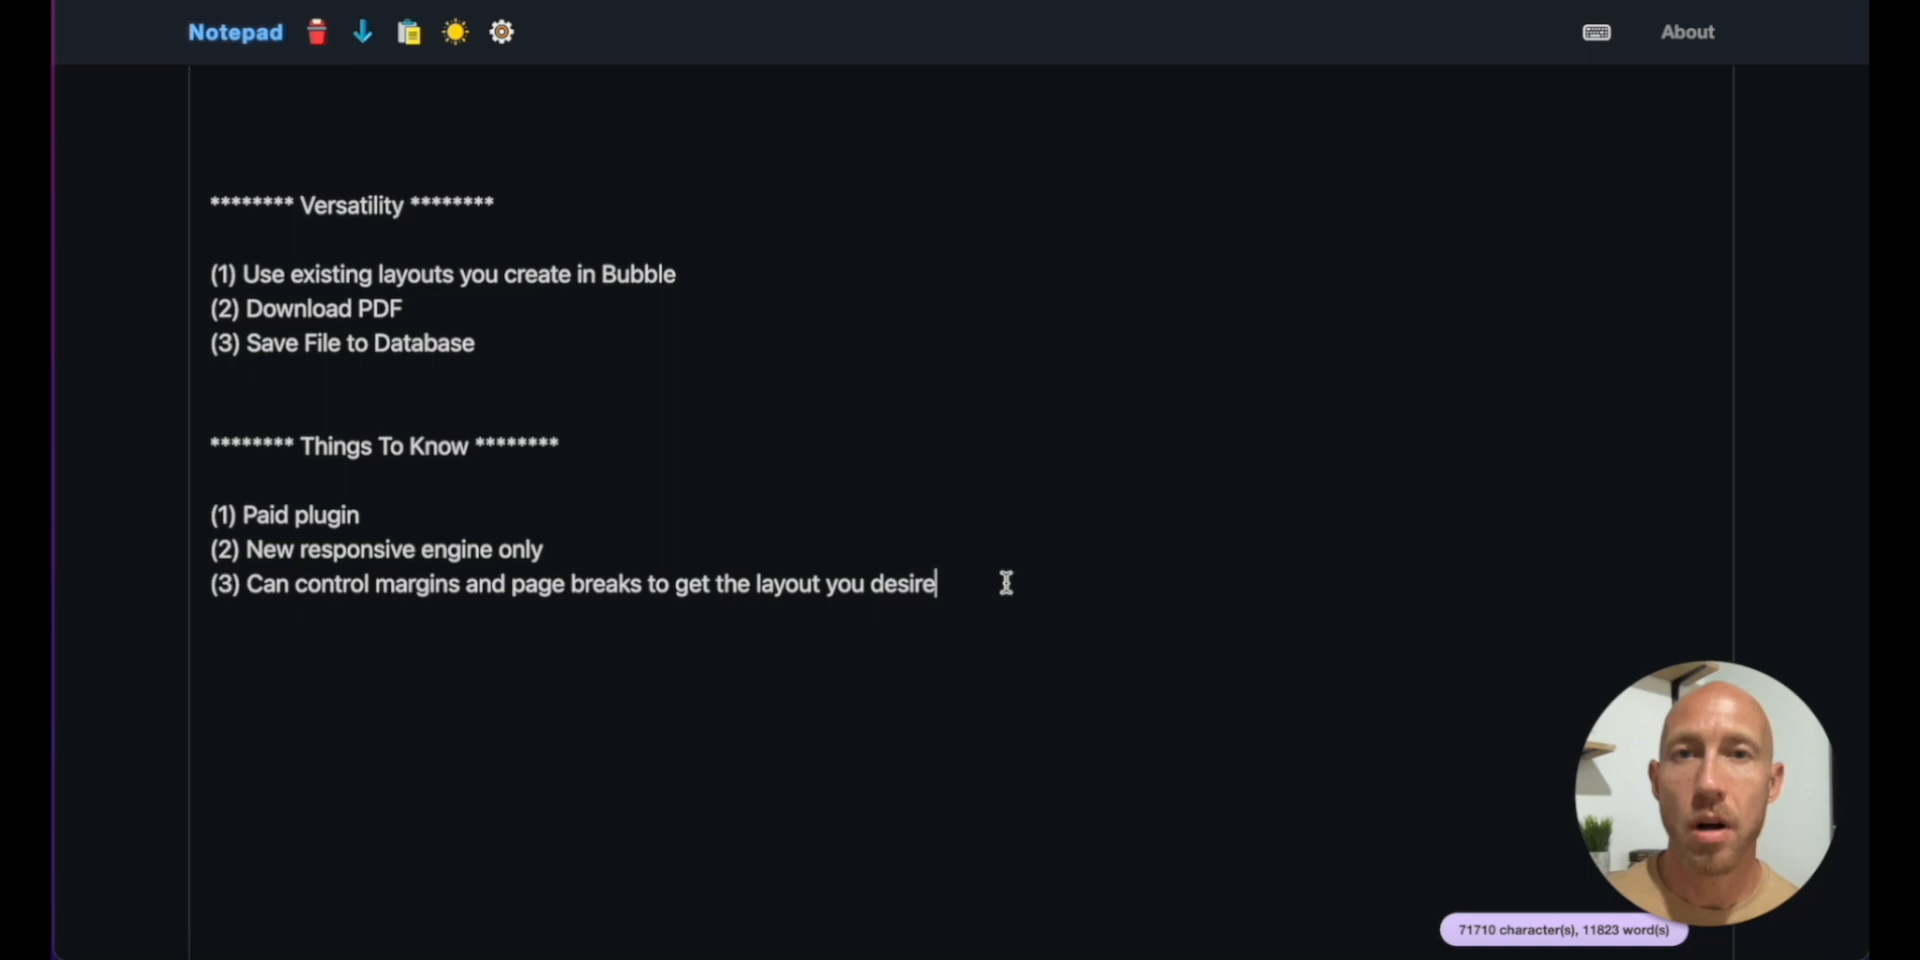 Notepad
About
******** Versatility ********
(1) Use existing layouts you create in Bubble
(2) Download PDF
(3) Save File to Database
******** Things To Know ********
(1) Paid plugin
(2) New responsive engine only
(3) Can control margins and page breaks to get the layout you desire
71710 character(s), 11823 word(s)